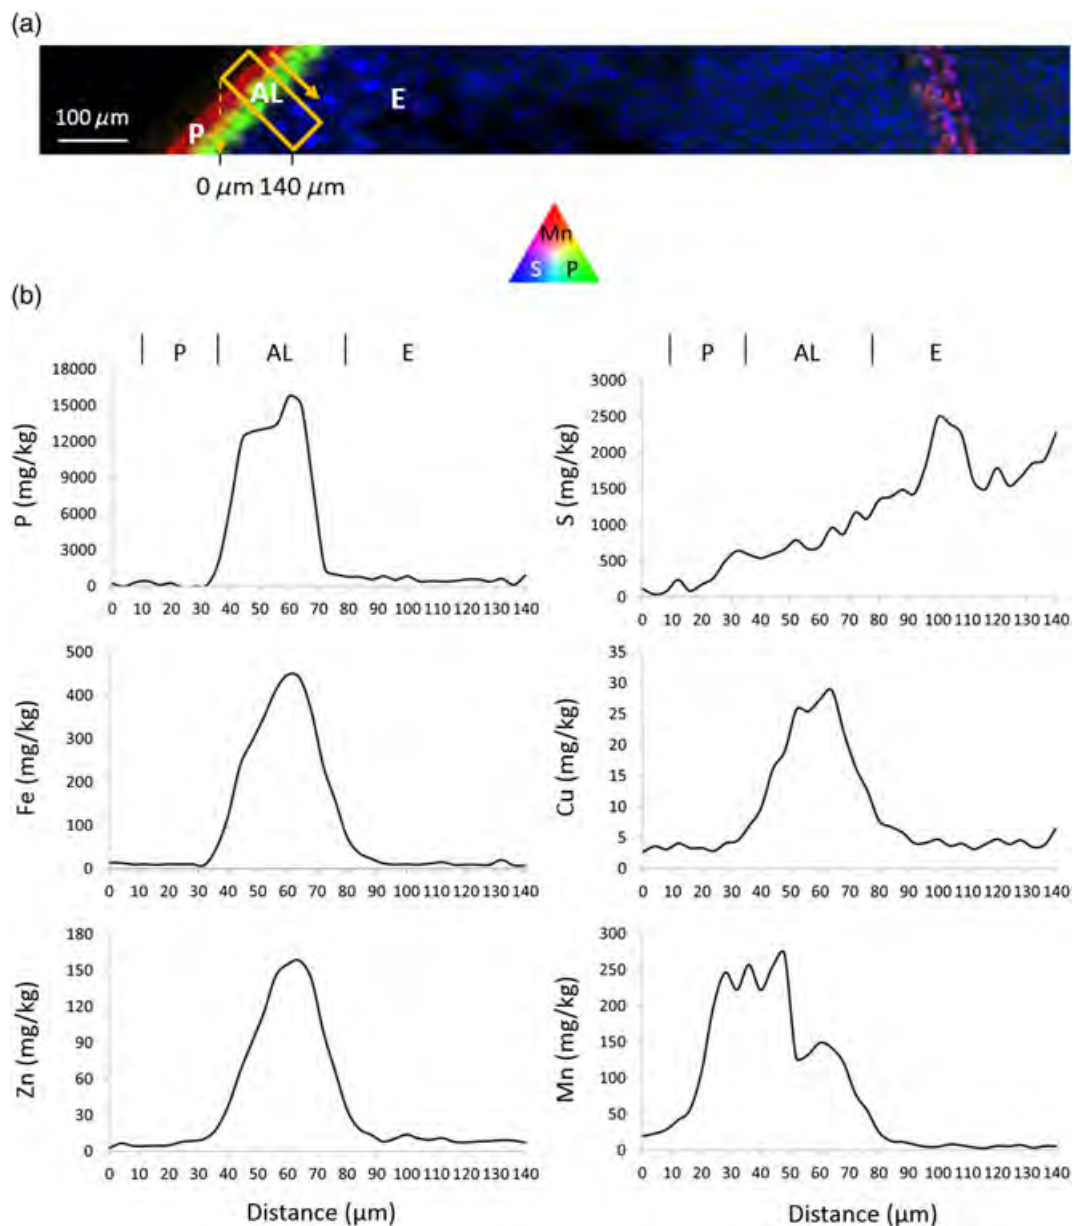 (a)
AL
E
P
100 µm
0 µm 140 µm
Mn
S P
(b)
P AL E
P (mg/kg)
18000
15000
12000
9000
6000
3000
0
0 10 20 30 40 50 60 70 80 90 100 110 120 130 140
P AL E
S (mg/kg)
3000
2500
2000
1500
1000
500
0
0 10 20 30 40 50 60 70 80 90 100 110 120 130 140
Fe (mg/kg)
500
400
300
200
100
0
0 10 20 30 40 50 60 70 80 90 100 110 120 130 140
Cu (mg/kg)
35
30
25
20
15
10
5
0
0 10 20 30 40 50 60 70 80 90 100 110 120 130 140
Zn (mg/kg)
180
150
120
90
60
30
0
0 10 20 30 40 50 60 70 80 90 100 110 120 130 140
Distance (µm)
Mn (mg/kg)
300
250
200
150
100
50
0
0 10 20 30 40 50 60 70 80 90 100 110 120 130 140
Distance (µm)